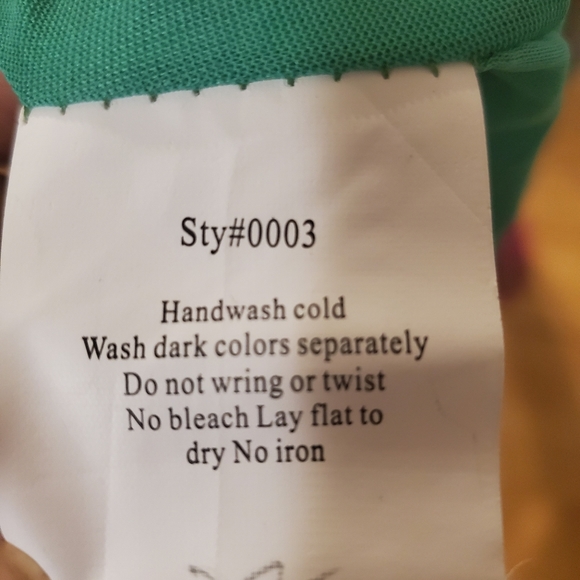 Sty#0003
Handwash cold
Wash dark colors separately
Do not wring or twist
No bleach Lay flat to
dry No iron